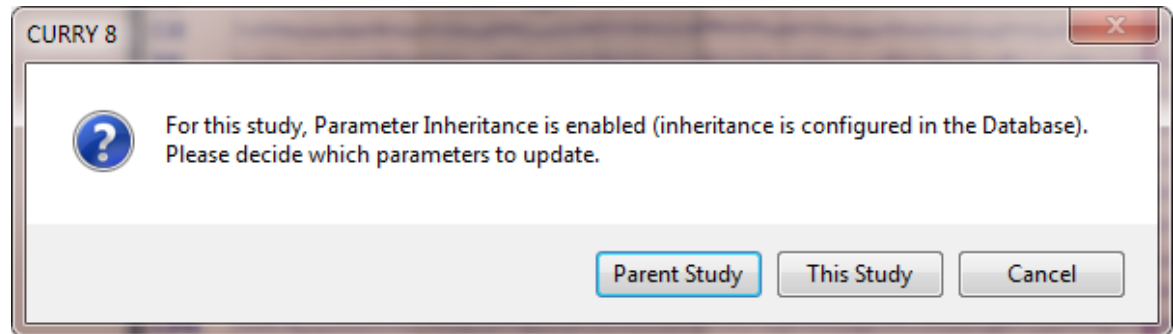 CURRY 8
For this study, Parameter Inheritance is enabled (inheritance is configured in the Database).
Please decide which parameters to update.
Parent Study
This Study
Cancel